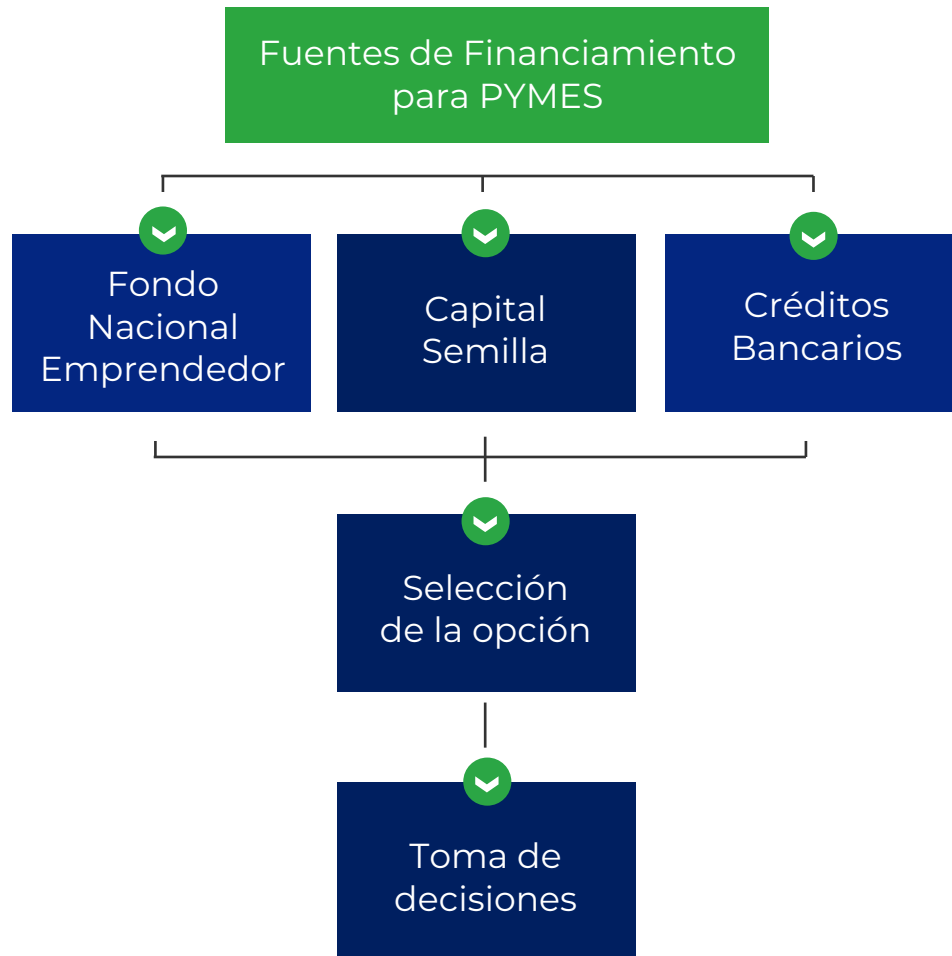 Fuentes de Financiamiento
para PYMES
Fondo
Nacional
Emprendedor
Capital
Semilla
Créditos
Bancarios
Selección
de la opción
Toma de
decisiones